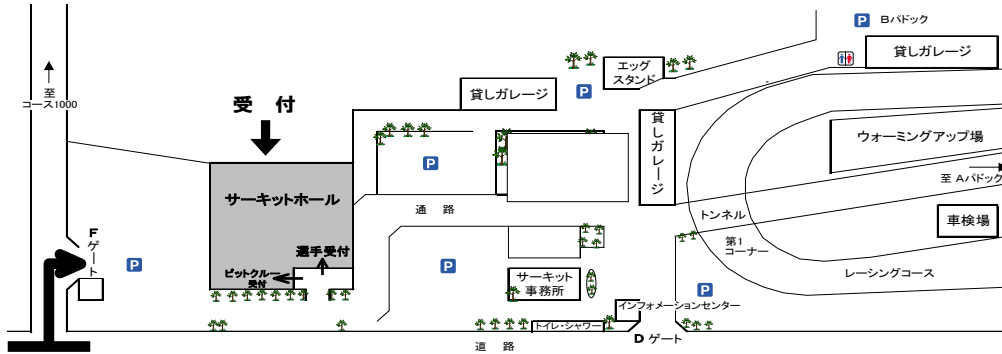 P
Bパドック
貸しガレージ
エッグ
スタンド
至
コース1000
受 付
貸しガレージ
P
貸しガレージ
ウォーミングアップ場
P
至 Aパドック
サーキットホール
通 路
トンネル
車検場
Fゲート
選手受付
第1
コーナー
P
P
ピットクルー
受付
サーキット
事務所
レーシングコース
P
インフォメーションセンター
トイレ・シャワー
D ゲート
道 路